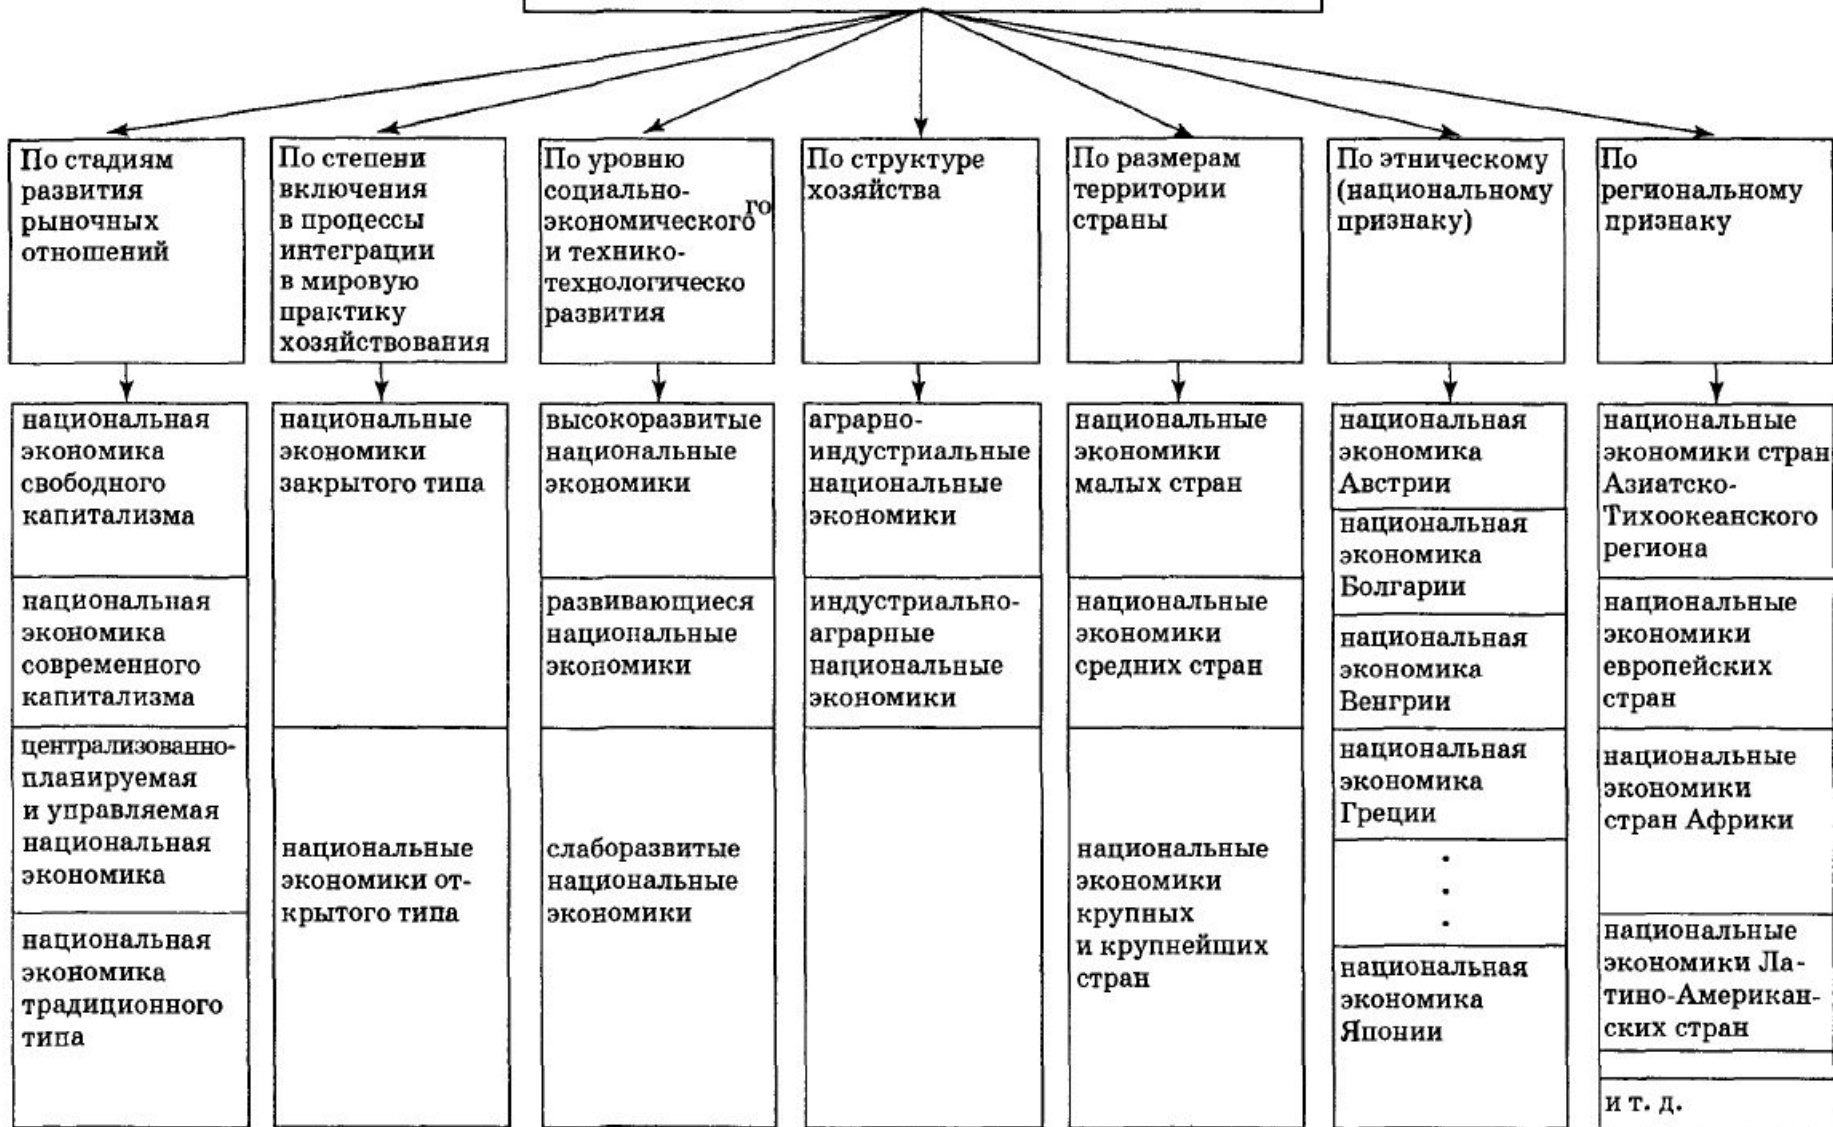 По стадиям
развития
рыночных
отношений
По степени
включения
в процессы
интеграции
в мировую
практику
хозяйствования
По уровню
социально-
экономического
го
и технико-
технологическо
развития
По структуре
хозяйства
По размерам
территории
страны
По этническому
(национальному
признаку)
По
региональному
признаку
национальная
экономика
свободного
капитализма
национальная
экономика
современного
капитализма
централизованно-
планируемая
и управляемая
национальная
экономика
национальная
экономика
традиционного
типа
национальные
экономики
закрытого типа
национальные
экономики от-
крытого типа
высокоразвитые
национальные
экономики
развивающиеся
национальные
экономики
слаборазвитые
национальные
экономики
аграрно-
индустриальные
национальные
экономики
индустриально-
аграрные
национальные
экономики
национальные
экономики
малых стран
национальные
экономики
средних стран
национальные
экономики
крупных
и крупнейших
стран
национальная
экономика
Австрии
национальная
экономика
Болгарии
национальная
экономика
Венгрии
национальная
экономика
Греции
.
.
.
национальная
экономика
Японии
национальные
экономики стран
Азиатско-
Тихоокеанского
региона
национальные
экономики
европейских
стран
национальные
экономики
стран Африки
национальные
экономики Ла-
тино-Американ-
ских стран
и т. д.